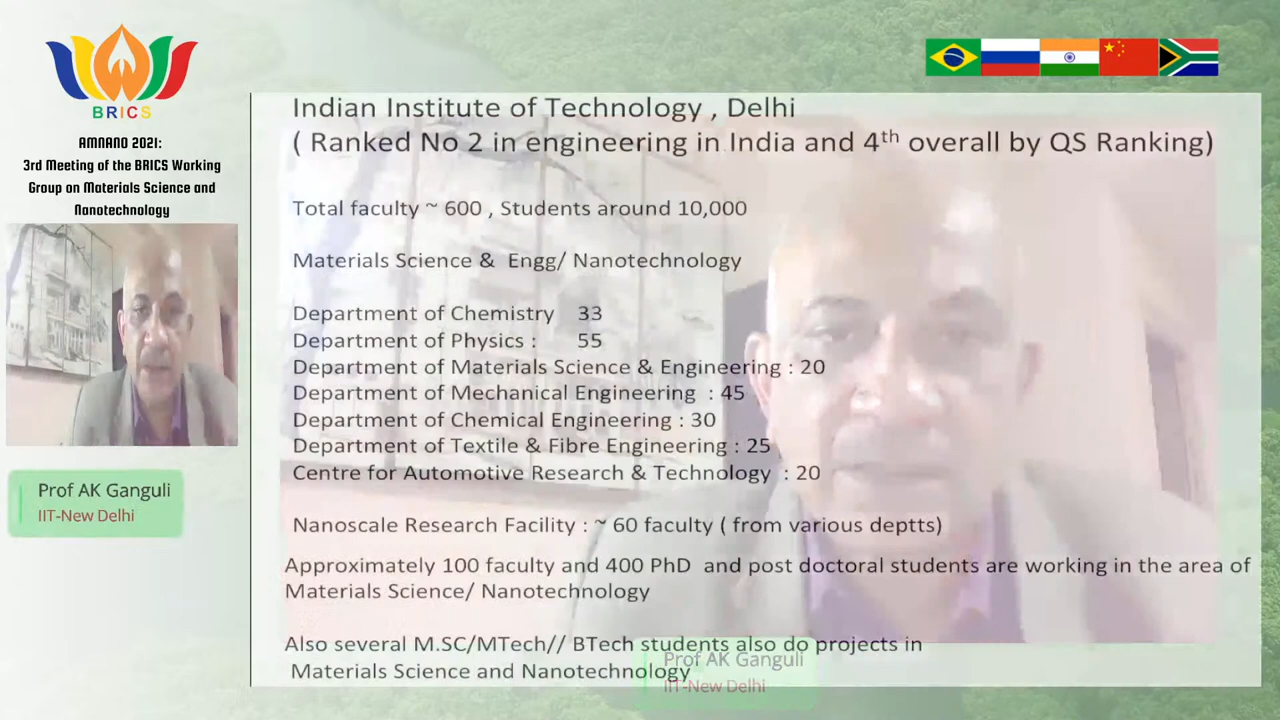 BRICS
AMNANO 2021:
3rd Meeting of the BRICS Working
Group on Materials Science and
Nanotechnology
Prof AK Ganguli
IIT-New Delhi
Indian Institute of Technology , Delhi
( Ranked No 2 in engineering in India and 4th overall by QS Ranking)
Total faculty ~ 600 , Students around 10,000
Materials Science & Engg/ Nanotechnology
Department of Chemistry 33
Department of Physics : 55
Department of Materials Science & Engineering : 20
Department of Mechanical Engineering : 45
Department of Chemical Engineering : 30
Department of Textile & Fibre Engineering : 25
Centre for Automotive Research & Technology : 20
Nanoscale Research Facility : ~ 60 faculty ( from various deptts)
Approximately 100 faculty and 400 PhD and post doctoral students are working in the area of
Materials Science/ Nanotechnology
Also several M.SC/MTech// BTech students also do projects in
Materials Science and Nanotechnology
Prof AK Ganguli
IIT-New Delhi